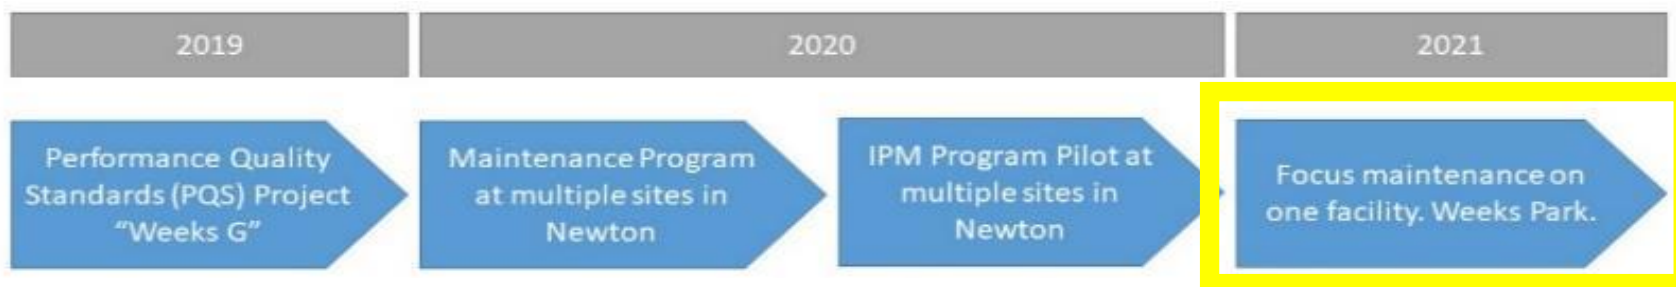 2019
2020
2021
Performance Quality
Standards (PQS) Project
“Weeks G”
Maintenance Program
at multiple sites in
Newton
IPM Program Pilot at
multiple sites in
Newton
Focus maintenance on
one facility. Weeks Park.